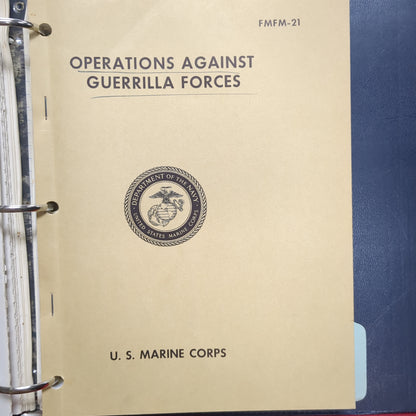 FMFM-21
OPERATIONS AGAINST
GUERRILLA FORCES
DEPARTMENT OF THE NAVY
UNITED STATES MARINE CORPS
U. S. MARINE CORPS